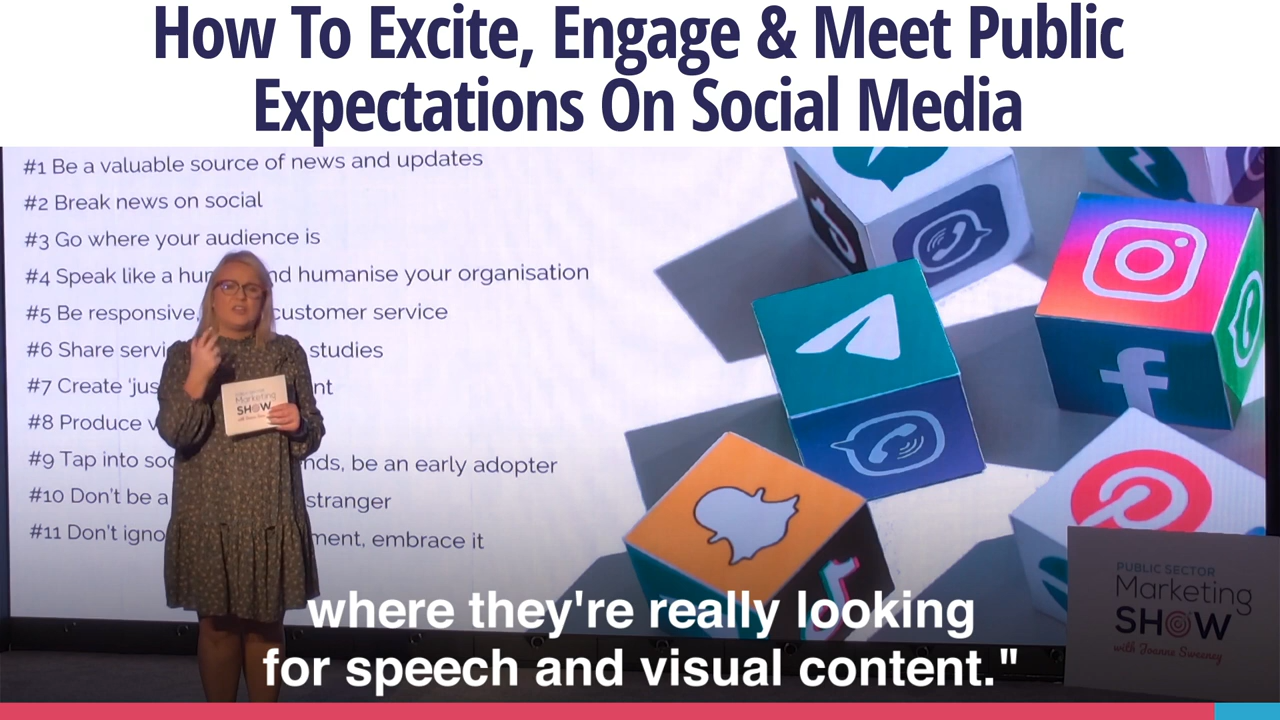 How To Excite, Engage & Meet Public
Expectations On Social Media
#1 Be a valuable source of news and updates
#2 Break news on social
#3 Go where your audience is
#4 Speak like a hum nd humanise your organisation
#5 Be responsive, customer service
#6 Share servi studies
#7 Create 'jus nt
#8 Produce v
#9 Tap into soc nds, be an early adopter
#10 Don't be a stranger
#11 Don't igno ment, embrace it
Marketing
SHOW
where they're really looking
for speech and visual content."
PUBLIC SECTOR
Marketing
SHOW
with Joanne Sweeney